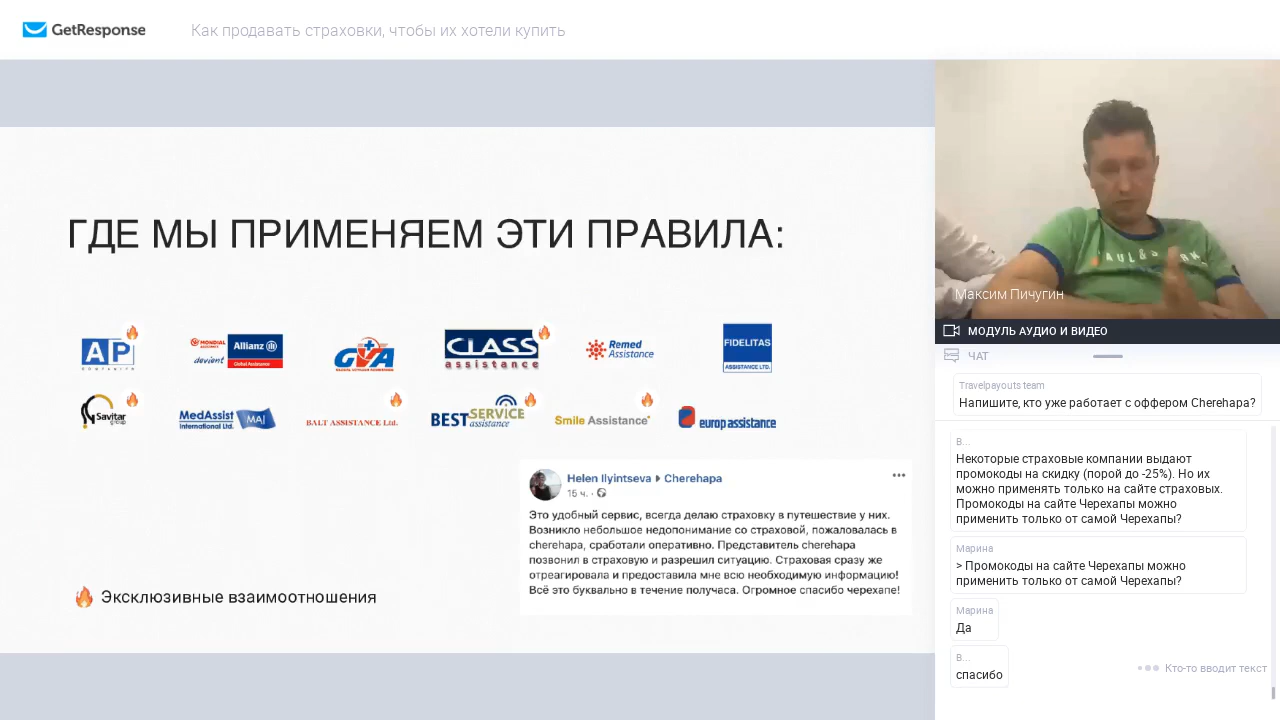 GetResponse
Как продавать страховки, чтобы их хотели купить
ГДЕ МЫ ПРИМЕНЯЕМ ЭТИ ПРАВИЛА:
AP
MONDIAL
devient
Allianz
Global Assistance
GVA
CLASS
assistance
Remed
Assistance
FIDELITAS
ASSISTANCE LTD.
Savitar
group
MedAssist
International Ltd.
MAI
BALT ASSISTANCE Ltd.
BEST SERVICE
assistance
Smile Assistance
europ assistance
Helen Ilyintseva Cherehapa
15 ч.
Это удобный сервис, всегда делаю страховку в путешествие у них.
Возникло небольшое недопонимание со страховой, пожаловалась в
cherehapa, сработали оперативно. Представитель cherehapa
позвонил в страховую и разрешил ситуацию. Страховая сразу же
отреагировала и предоставила мне всю необходимую информацию!
Всё это буквально в течение получаса. Огромное спасибо черехапе!
Эксклюзивные взаимоотношения
Максим Пичугин
МОДУЛЬ АУДИО И ВИДЕО
ЧАТ
Travelpayouts team
Напишите, кто уже работает с оффером Cherehapa?
В...
Некоторые страховые компании выдают
промокоды на скидку (порой до -25%). Но их
можно применять только на сайте страховых.
Промокоды на сайте Черехапы можно
применить только от самой Черехапы?
Марина
> Промокоды на сайте Черехапы можно
применить только от самой Черехапы?
Марина
Да
В...
спасибо
Кто-то вводит текст